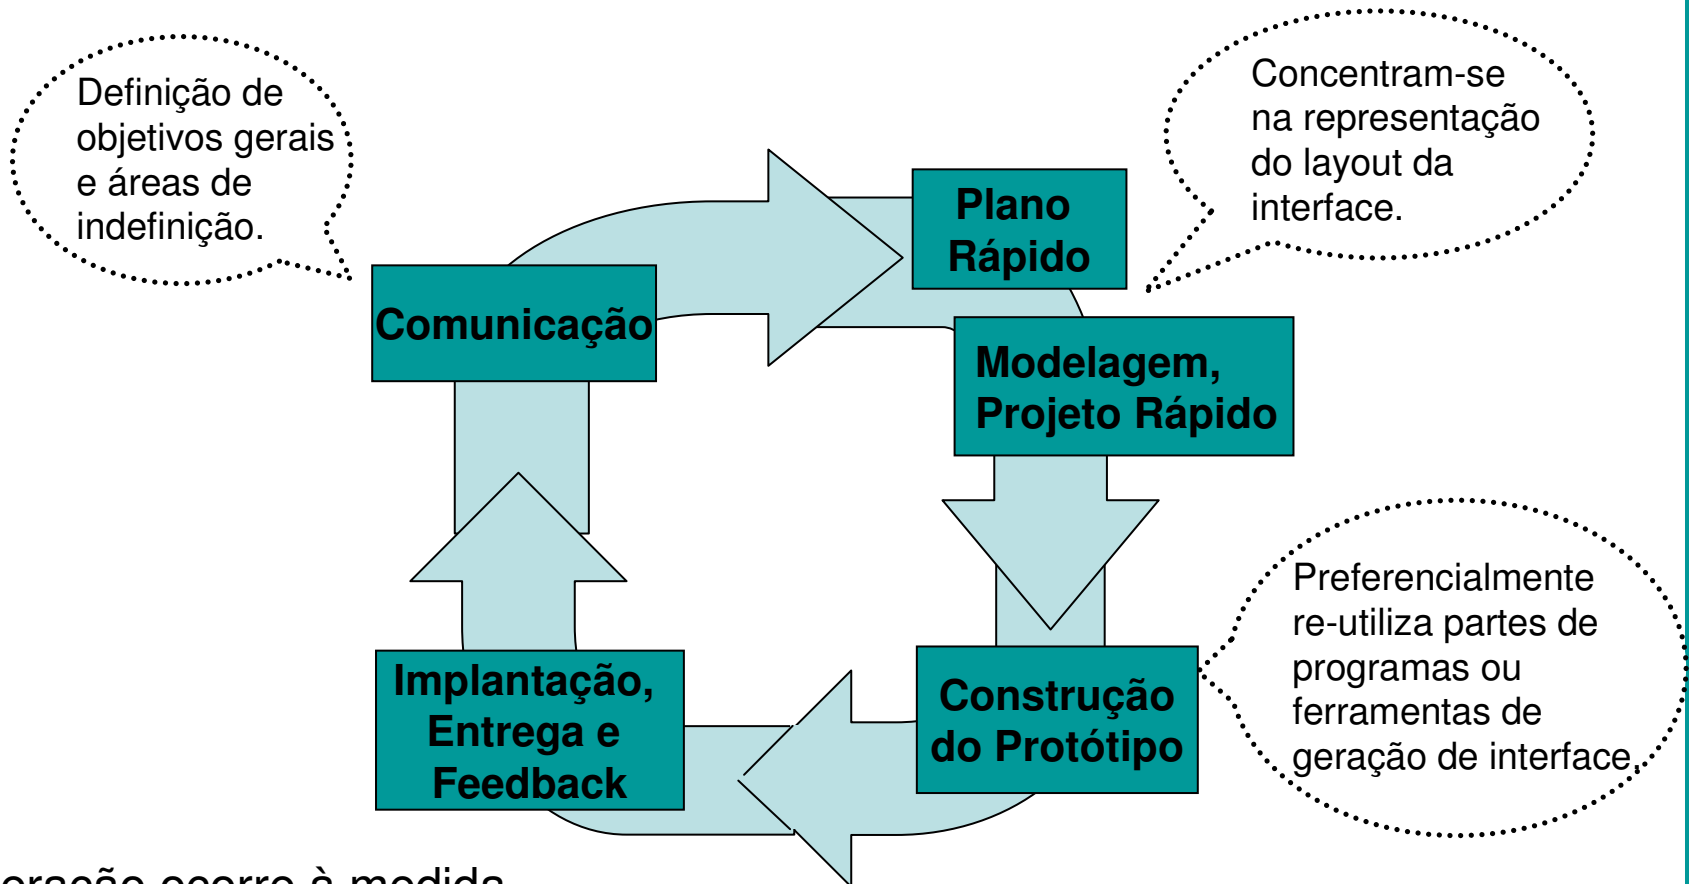 Definição de
objetivos gerais
e áreas de
indefinição.
Concentram-se
na representação
do layout da
interface.
Plano
Rápido
Comunicação
Modelagem,
Projeto Rápido
Preferencialmente
re-utiliza partes de
programas ou
ferramentas de
geração de interface.
Implantação,
Entrega e
Feedback
Construção
do Protótipo
ocorre à medida